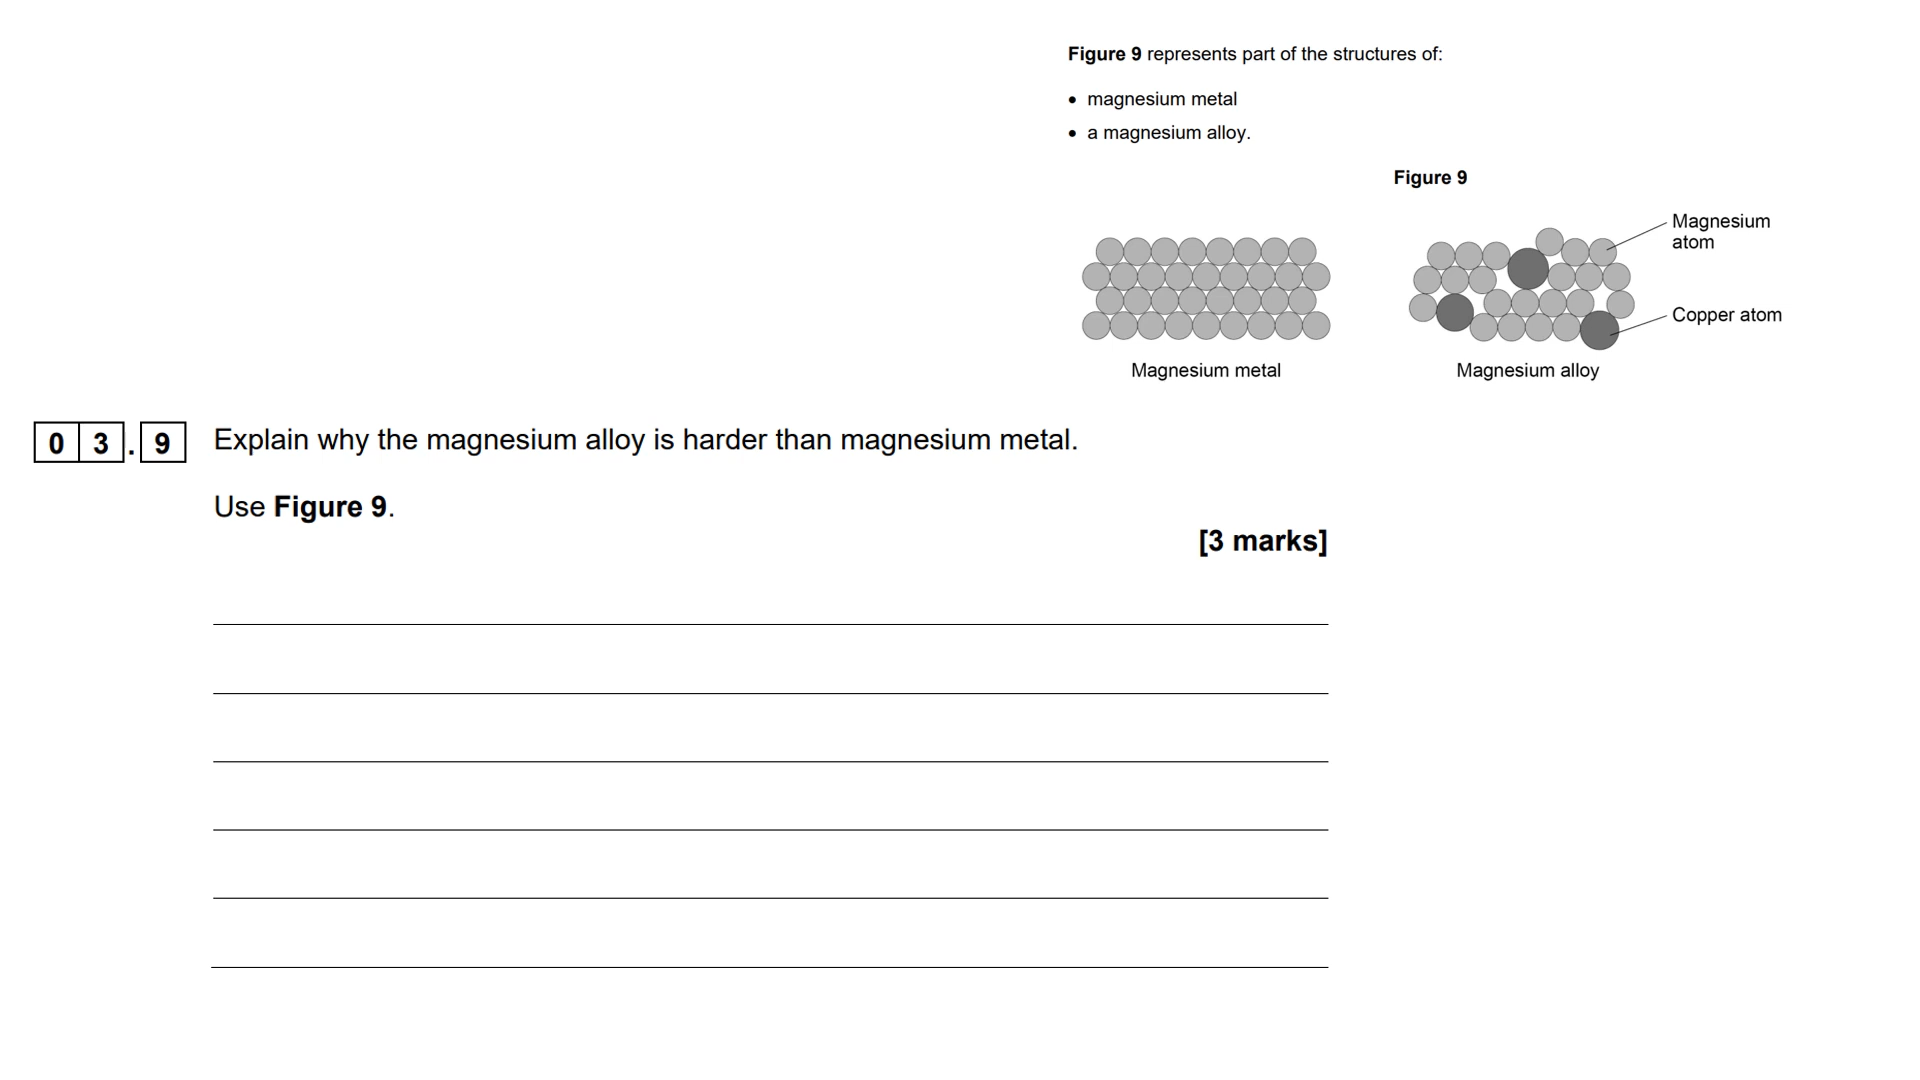 Figure 9 represents part of the structures of:
• magnesium metal
• a magnesium alloy.
Figure 9
Magnesium
atom
Copper atom
Magnesium metal
Magnesium alloy
0 3 . 9 Explain why the magnesium alloy is harder than magnesium metal.
Use Figure 9.
[3 marks]